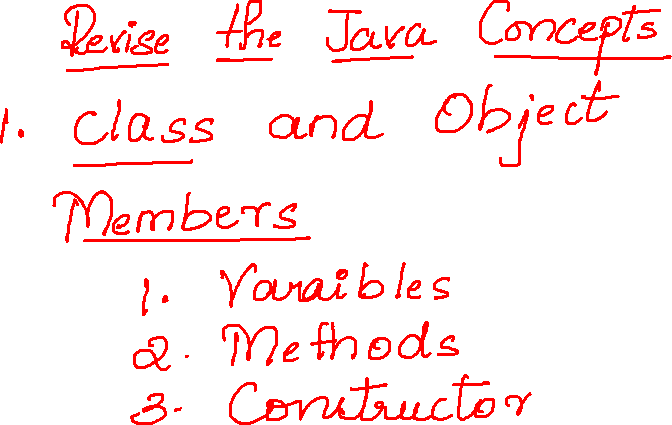 Revise the Java Concepts
1. class and Object
Members
1. Varaibles
2. Methods
3. Constructor